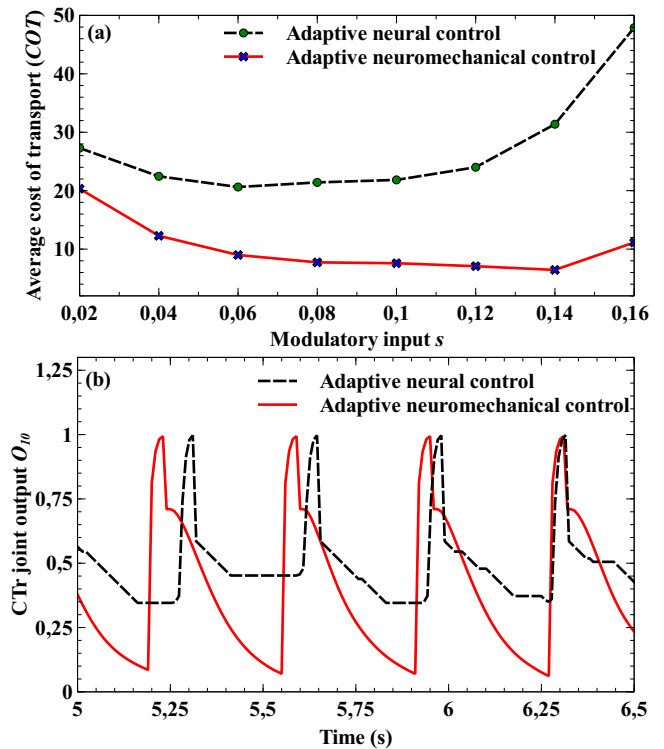 (a)
Adaptive neural control
Adaptive neuromechanical control
Average cost of transport (COT)
50
40
30
20
10
0,02 0,04 0,06 0,08 0,1 0,12 0,14 0,16
Modulatory input s
(b)
Adaptive neural control
Adaptive neuromechanical control
CTr joint output O10
1,25
1
0,75
0,5
0,25
0
5 5,25 5,5 5,75 6 6,25 6,5
Time (s)